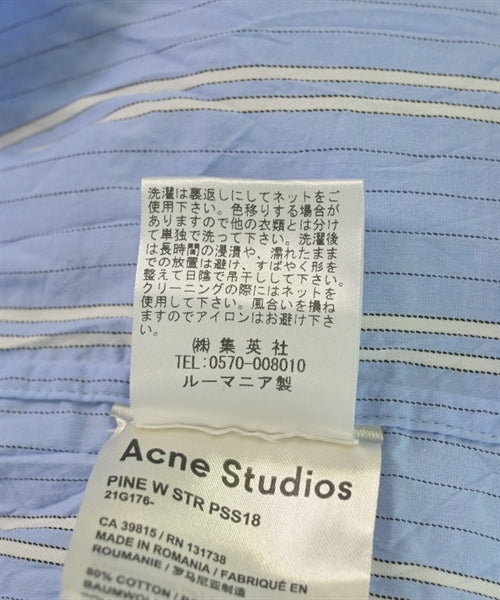 洗濯は裏返しにしてネットをご
使用下さい。色移りする場合が
ありますので他の衣類とは分け
て単独で洗って下さい。洗濯後
は長時間の浸漬や、濡れたまま
での放置は避け、すばやく形を
整えて日陰で吊干しして下さい。
クリーニングの際にはネットを
使用して下さい。風合いを損ね
ますのでアイロンはお避け下さ
い。
㈱集英社
TEL:0570-008010
ルーマニア製
Acne Studios
PINE W STR PSS18
21G176-
CA 39815 / RN 131738
MADE IN ROMANIA / FABRIQUÉ EN
ROUMANIE / 罗马尼亚制造
80% COTTON /
BAUMWOL